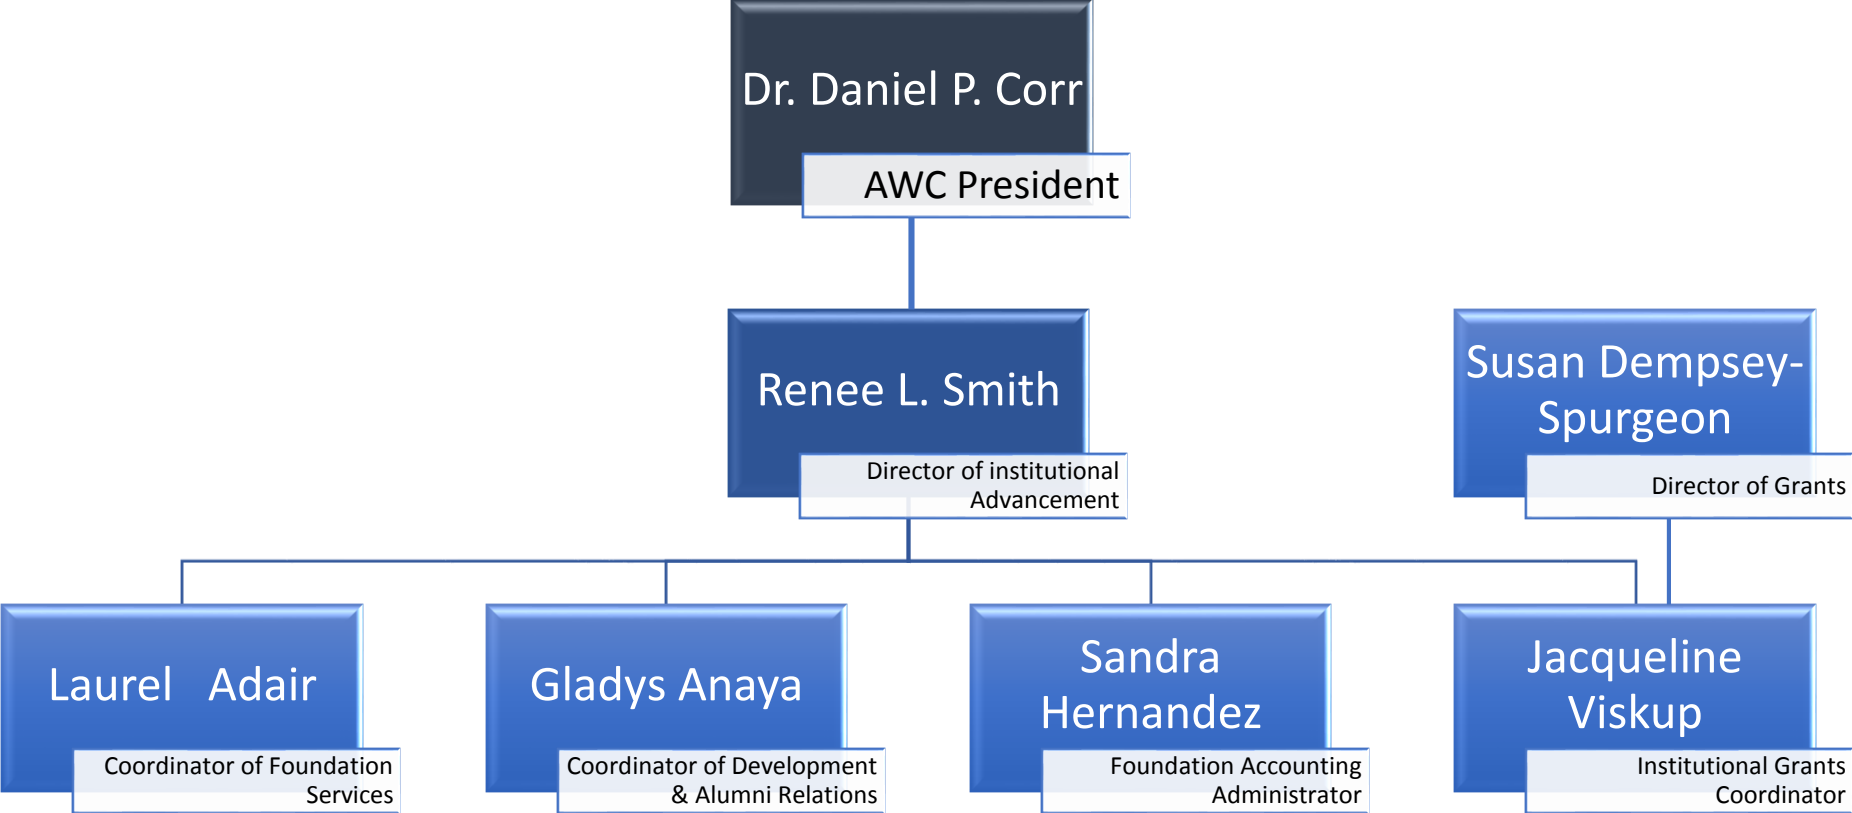 Dr. Daniel P. Corr
AWC President
Renee L. Smith
Director of institutional
Advancement
Susan Dempsey-
Spurgeon
Director of Grants
Laurel Adair
Coordinator of Foundation
Services
Gladys Anaya
Coordinator of Development
& Alumni Relations
Sandra
Hernandez
Foundation Accounting
Administrator
Jacqueline
Viskup
Institutional Grants
Coordinator